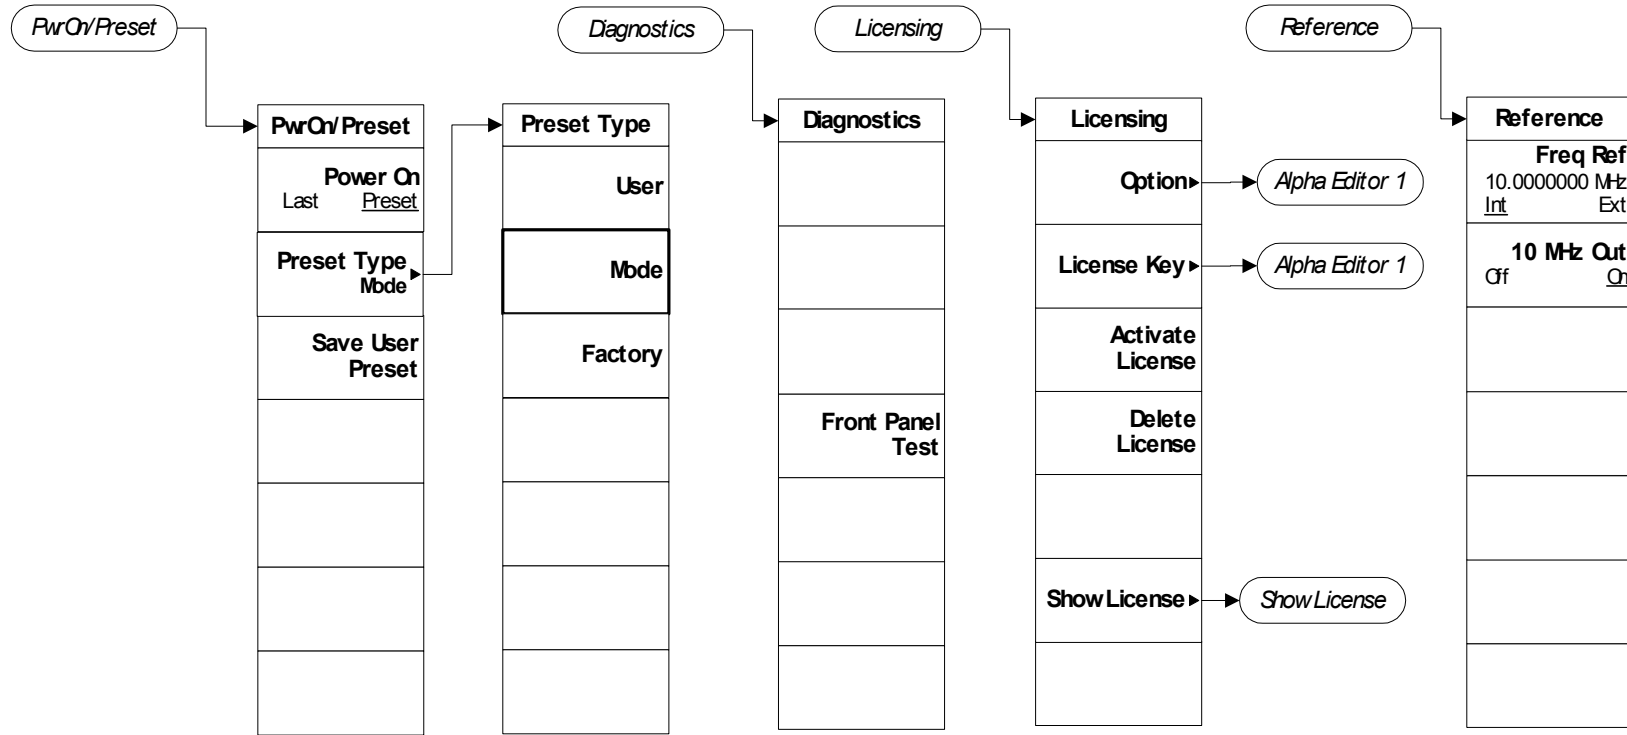 PwrOn/Preset
Diagnostics
Licensing
Reference
PwrOn/Preset
Power On
Last Preset
Preset Type
Mode
Save User
Preset
Preset Type
User
Mode
Factory
Diagnostics
Front Panel
Test
Licensing
Option
Alpha Editor 1
License Key
Alpha Editor 1
Activate
License
Delete
License
Show License
Show License
Reference
Freq Ref
10.0000000 MHz
Int Ext
10 MHz Out
Off On